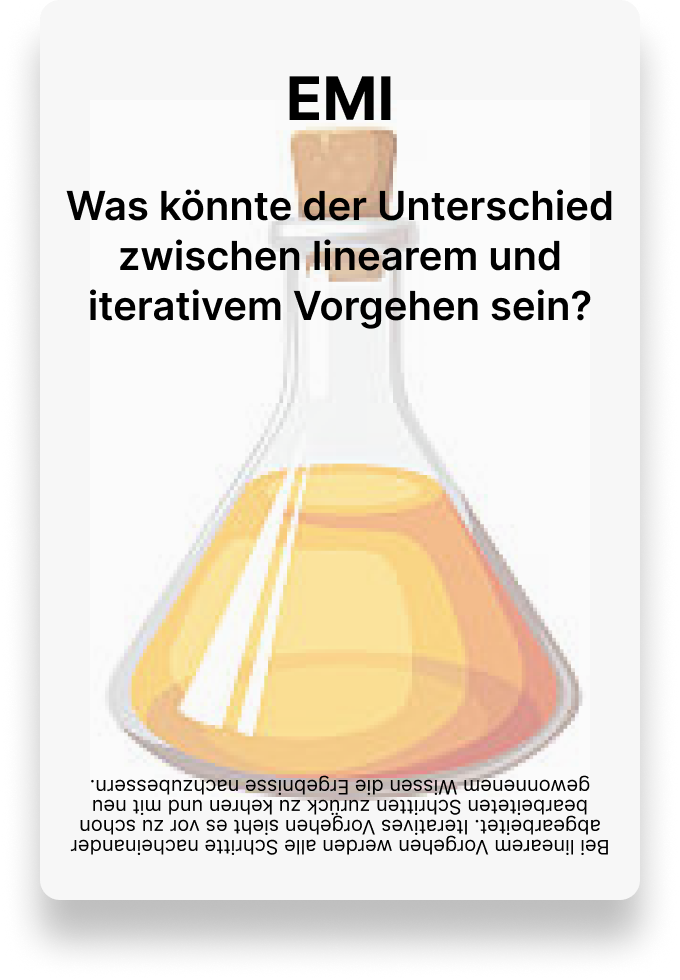 EMI
Was könnte der Unterschied
zwischen linearem und
iterativem Vorgehen sein?
Bei linearem Vorgehen werden alle Schritte nacheinander
abgearbeitet. Iteratives Vorgehen sieht es vor zu schon
bearbeiteten Schritten zurück zu kehren und mit neu
gewonnenem Wissen die Ergebnisse nachzubessern.